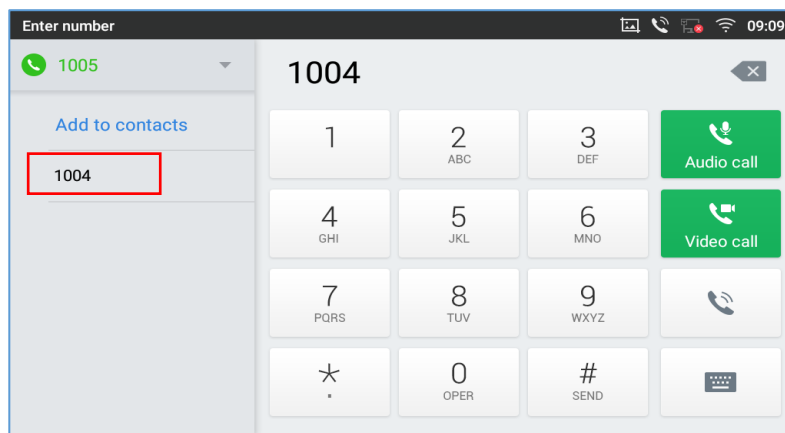 Enter number
09:09
1005
1004
Add to contacts
1004
1
2
ABC
3
DEF
Audio call
4
GHI
5
JKL
6
MNO
Video call
7
PQRS
8
TUV
9
WXYZ
*
.
0
OPER
#
SEND